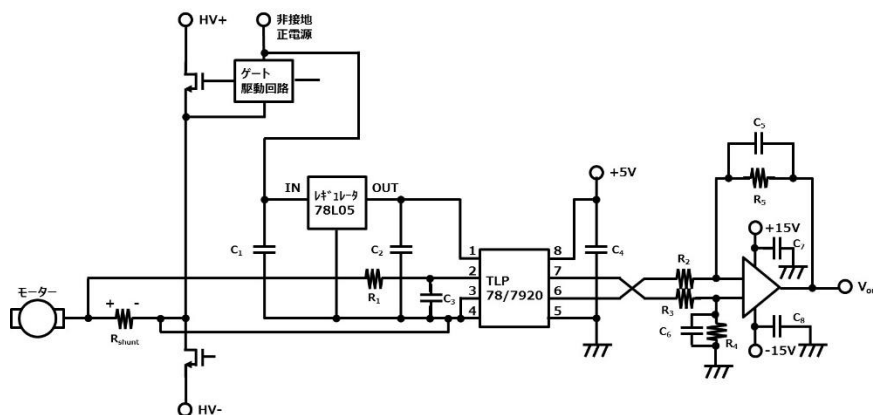 HV+
非接地
正電源
ゲート
駆動回路
C5
R5
+5V
IN
レギュレータ
78L05
OUT
+15V
C7
C1
C2
1
8
C4
R2
2
TLP
7
R1
78/7920
3
6
C3
R3
Vou
モーター
+ -
4
5
C8
C6
R4
Rshunt
-15V
HV-